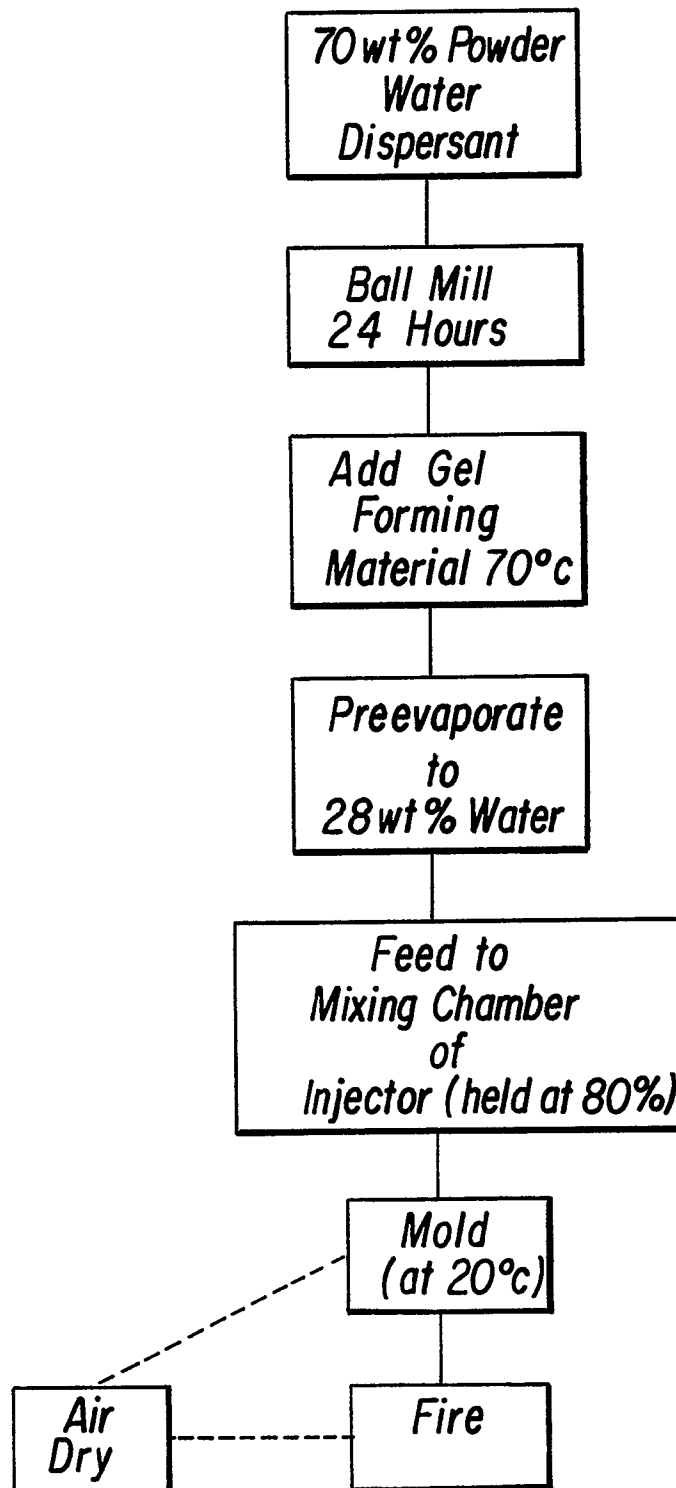 70 wt% Powder
Water
Dispersant
Ball Mill
24 Hours
Add Gel
Forming
Material 70°c
Preevaporate
to
28 wt% Water
Feed to
Mixing Chamber
of
Injector (held at 80%)
Mold
(at 20°c)
Air
Dry
Fire